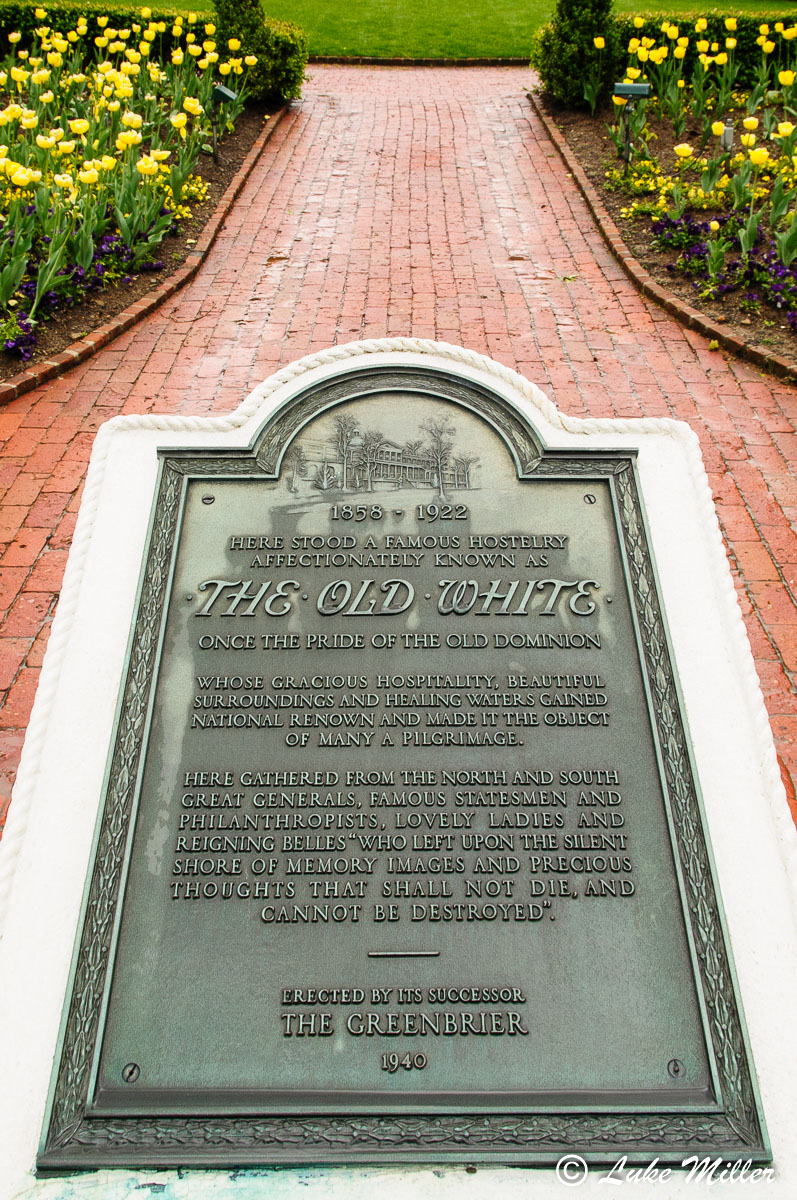 1858 - 1922
HERE STOOD A FAMOUS HOSTELRY
AFFECTIONATELY KNOWN AS
·THE·OLD·WHITE·
ONCE THE PRIDE OF THE OLD DOMINION
WHOSE GRACIOUS HOSPITALITY, BEAUTIFUL
SURROUNDINGS AND HEALING WATERS GAINED
NATIONAL RENOWN AND MADE IT THE OBJECT
OF MANY A PILGRIMAGE.
HERE GATHERED FROM THE NORTH AND SOUTH
GREAT GENERALS, FAMOUS STATESMEN AND
PHILANTHROPISTS, LOVELY LADIES AND
REIGNING BELLES "WHO LEFT UPON THE SILENT
SHORE OF MEMORY IMAGES AND PRECIOUS
THOUGHTS THAT SHALL NOT DIE, AND
CANNOT BE DESTROYED".
ERECTED BY ITS SUCCESSOR
THE GREENBRIER
1940
© Luke Miller